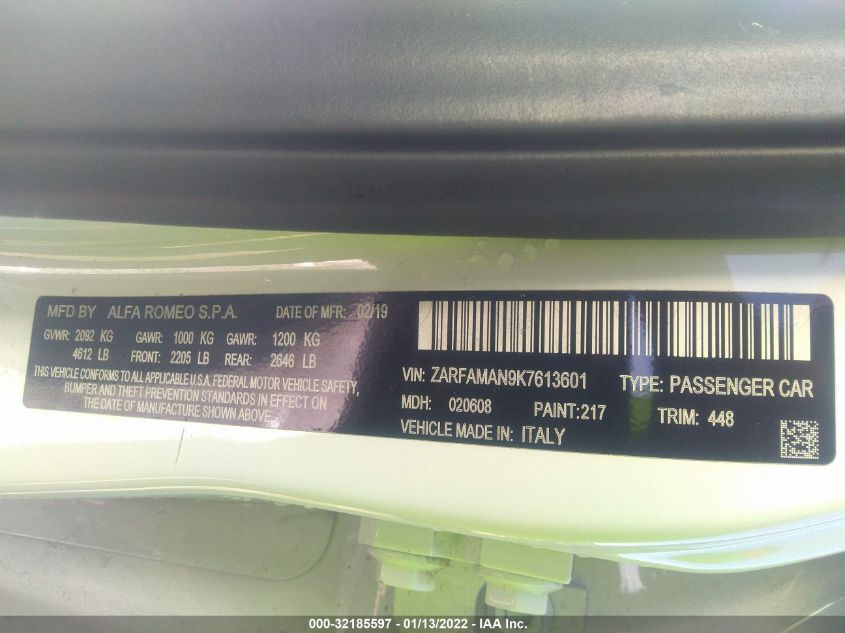 MFD BY ALFA ROMEO S.P.A. DATE OF MFR: 02/19
GVWR: 2092 KG GAWR: 1000 KG GAWR: 1200 KG
4612 LB FRONT: 2205 LB REAR: 2646 LB
THIS VEHICLE CONFORMS TO ALL APPLICABLE U.S.A. FEDERAL MOTOR VEHICLE SAFETY,
BUMPER AND THEFT PREVENTION STANDARDS IN EFFECT ON
THE DATE OF MANUFACTURE SHOWN ABOVE.
VIN: ZARFAMAN9K7613601 TYPE: PASSENGER CAR
MDH: 020608 PAINT:217 TRIM: 448
VEHICLE MADE IN: ITALY
000-32185597 - 01/13/2022 - IAA Inc.